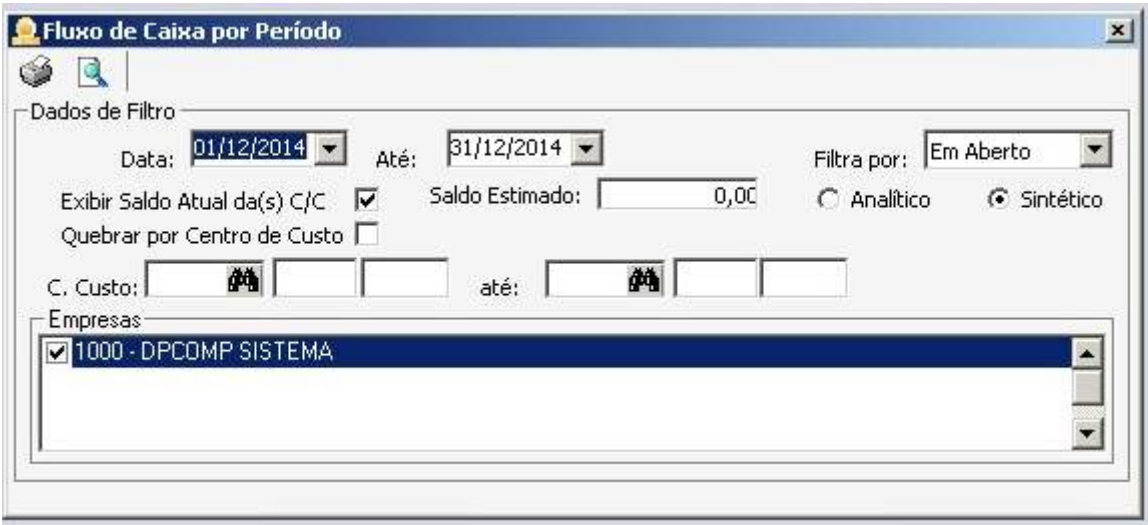 Fluxo de Caixa por Período
Dados de Filtro
Data: 01/12/2014 Até: 31/12/2014 Filtra por: Em Aberto
Exibir Saldo Atual da(s) C/C Saldo Estimado: 0,00 Analítico Sintético
Quebrar por Centro de Custo
C. Custo: até:
Empresas
1000 - DPCOMP SISTEMA